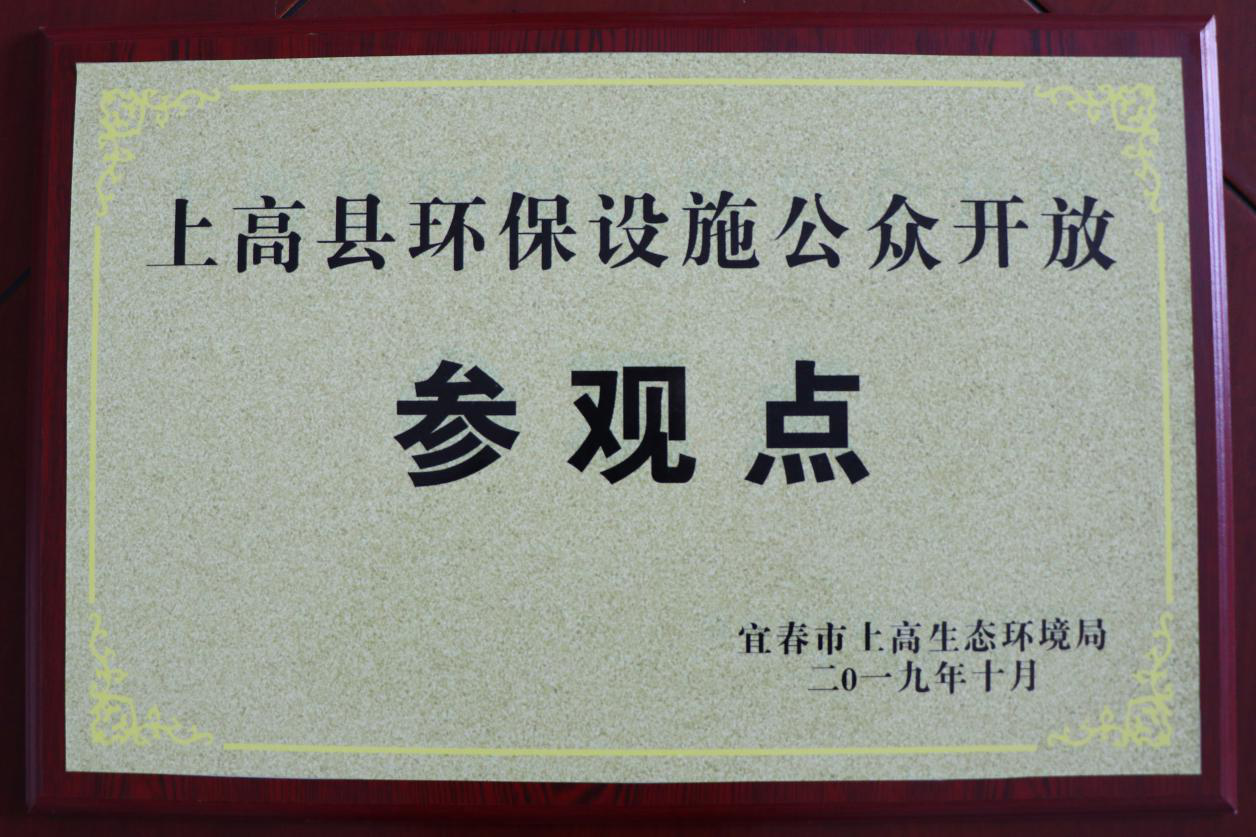 上高县环保设施公众开放
参观点
宜春市上高生态环境局
二0一九年十月